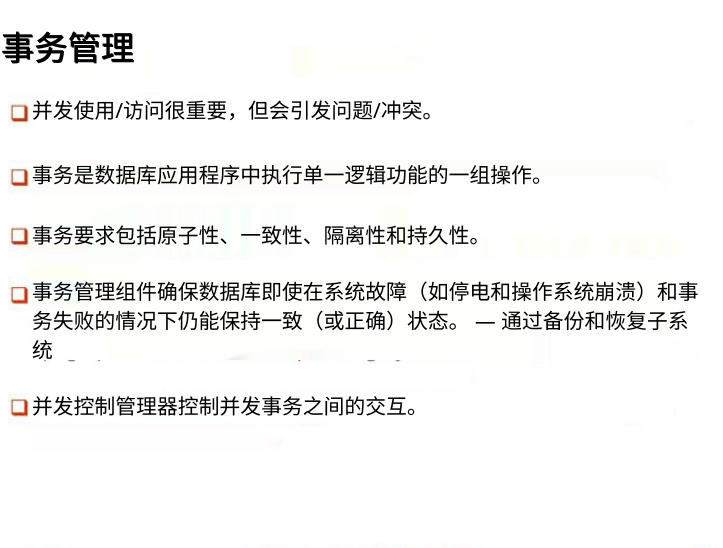 事务管理
并发使用/访问很重要，但会引发问题/冲突。
事务是数据库应用程序中执行单一逻辑功能的一组操作。
事务要求包括原子性、一致性、隔离性和持久性。
事务管理组件确保数据库即使在系统故障（如停电和操作系统崩溃）和事
务失败的情况下仍能保持一致（或正确）状态。 — 通过备份和恢复子系
统
并发控制管理器控制并发事务之间的交互。